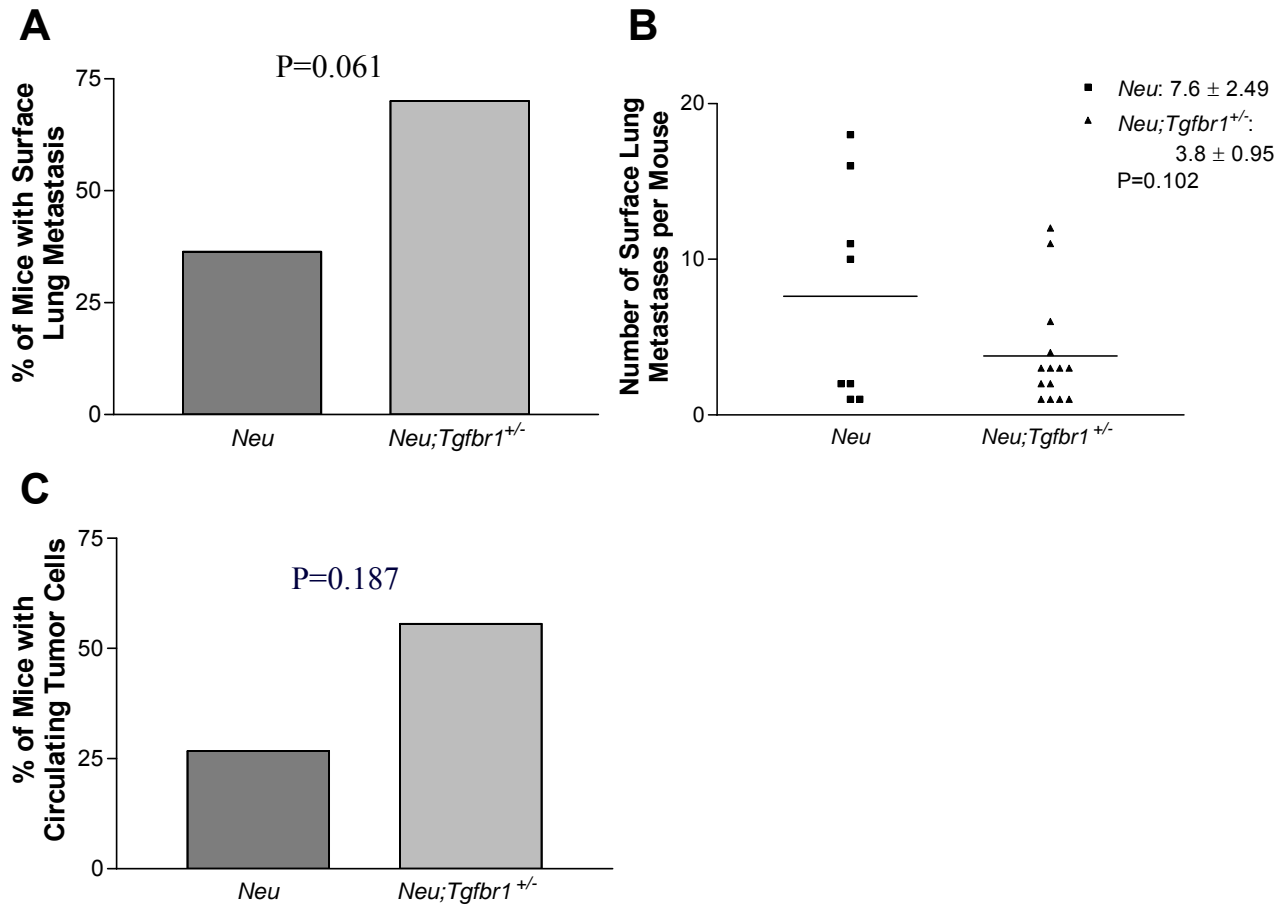 A
P=0.061
% of Mice with Surface
Lung Metastasis
75
50
25
0
Neu
Neu;Tgfbr1+/-
B
Number of Surface Lung
Metastases per Mouse
20
10
0
Neu
Neu;Tgfbr1 +/-
Neu: 7.6 ± 2.49
Neu;Tgfbr1+/-:
3.8 ± 0.95
P=0.102
C
P=0.187
% of Mice with
Circulating Tumor Cells
75
50
25
0
Neu
Neu;Tgfbr1 +/-